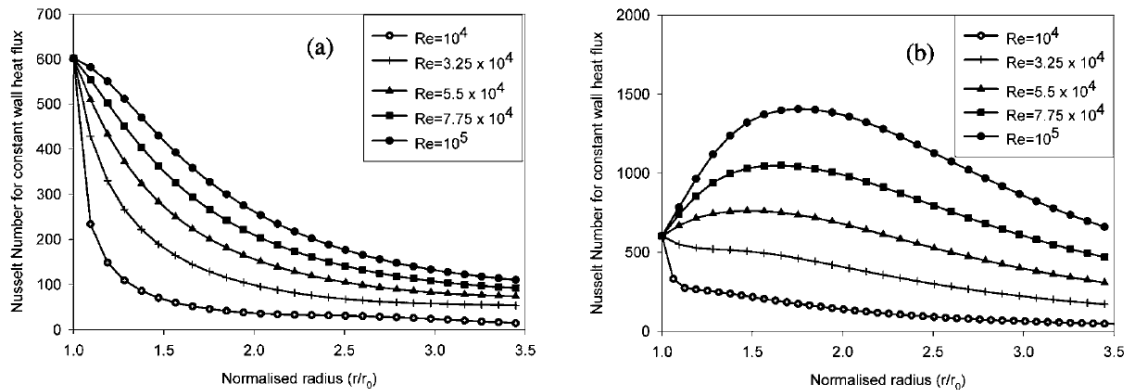 (a)
Nusselt Number for constant wall heat flux
700
600
500
400
300
200
100
0
1.0 1.5 2.0 2.5 3.0 3.5
Normalised radius (r/r₀)
Re=10⁴
Re=3.25 x 10⁴
Re=5.5 x 10⁴
Re=7.75 x 10⁴
Re=10⁵
(b)
Nusselt Number for constant wall heat flux
2000
1500
1000
500
0
1.0 1.5 2.0 2.5 3.0 3.5
Normalised radius (r/r₀)
Re=10⁴
Re=3.25 x 10⁴
Re=5.5 x 10⁴
Re=7.75 x 10⁴
Re=10⁵